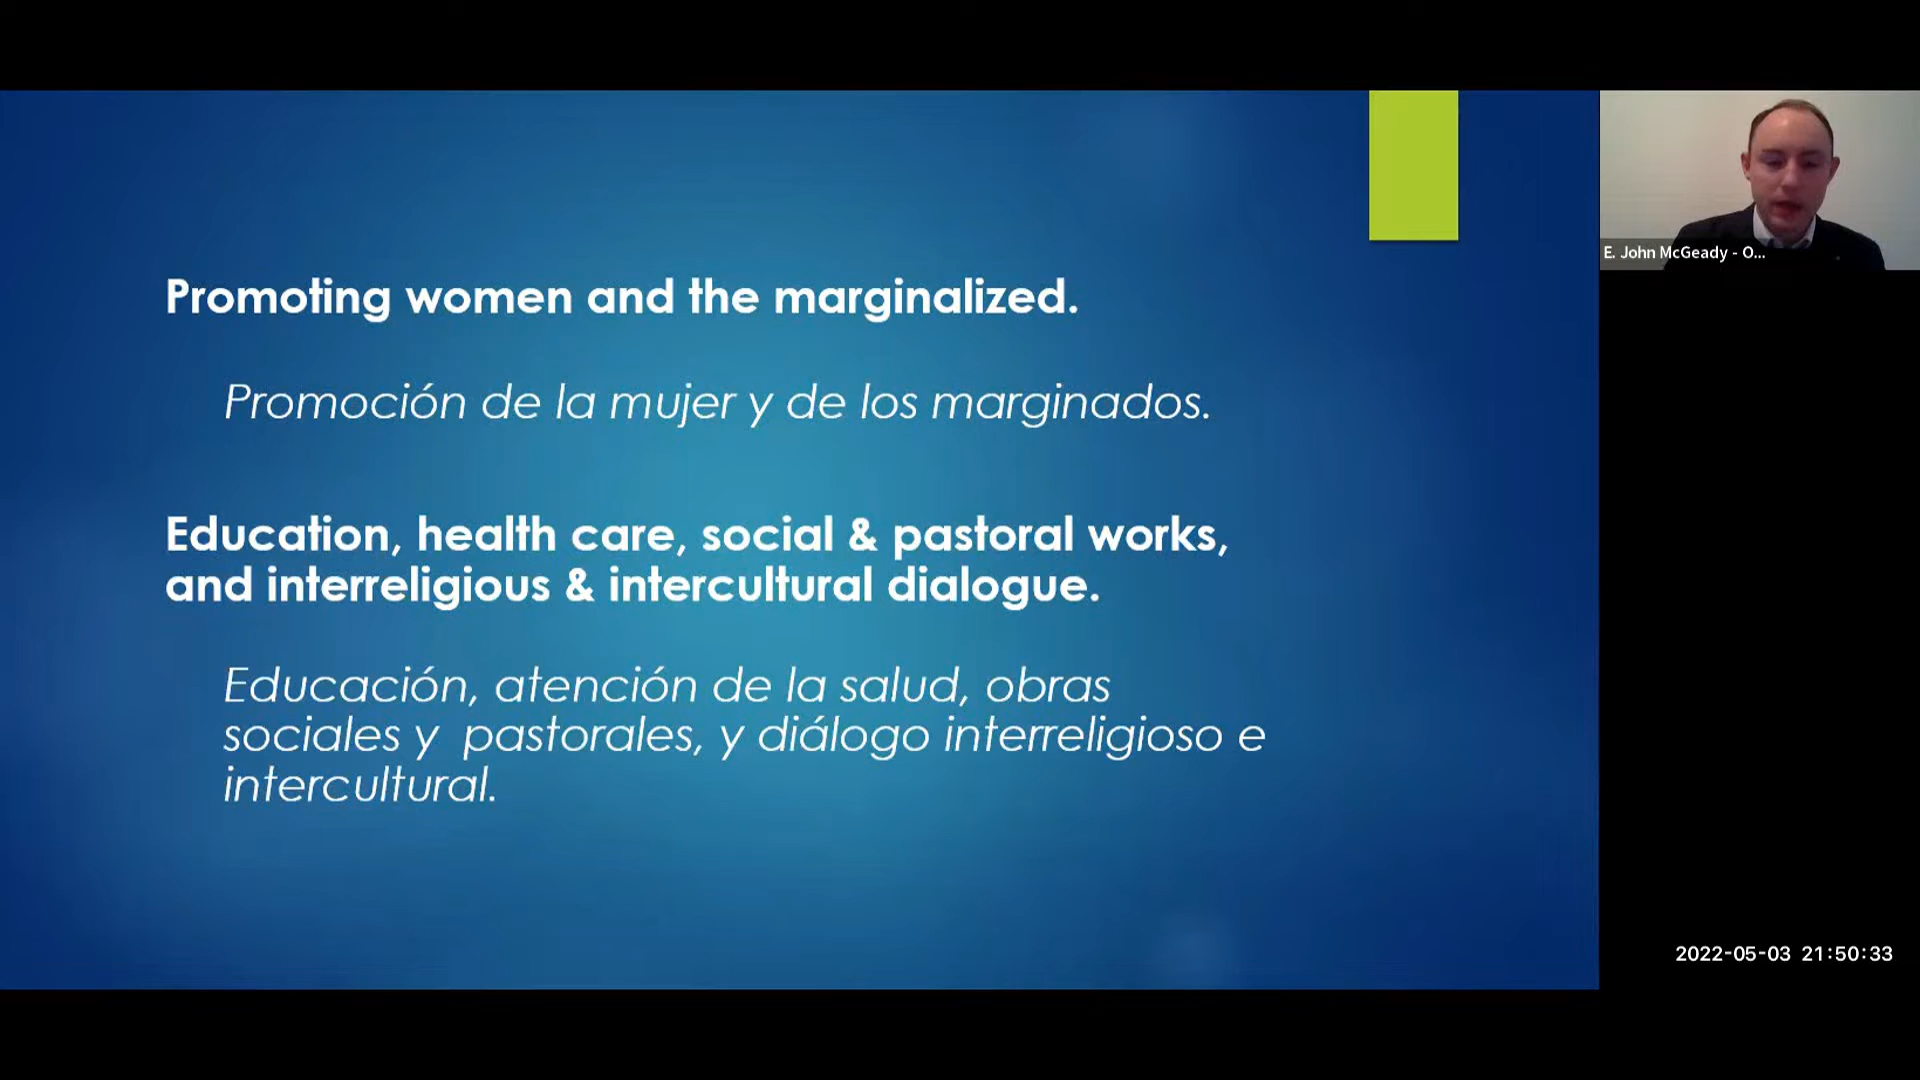 Promoting women and the marginalized.
Promoción de la mujer y de los marginados.
Education, health care, social & pastoral works,
and interreligious & intercultural dialogue.
Educación, atención de la salud, obras
sociales y  pastorales, y diálogo interreligioso e
intercultural.
E. John McGeady - O...
2022-05-03 21:50:33